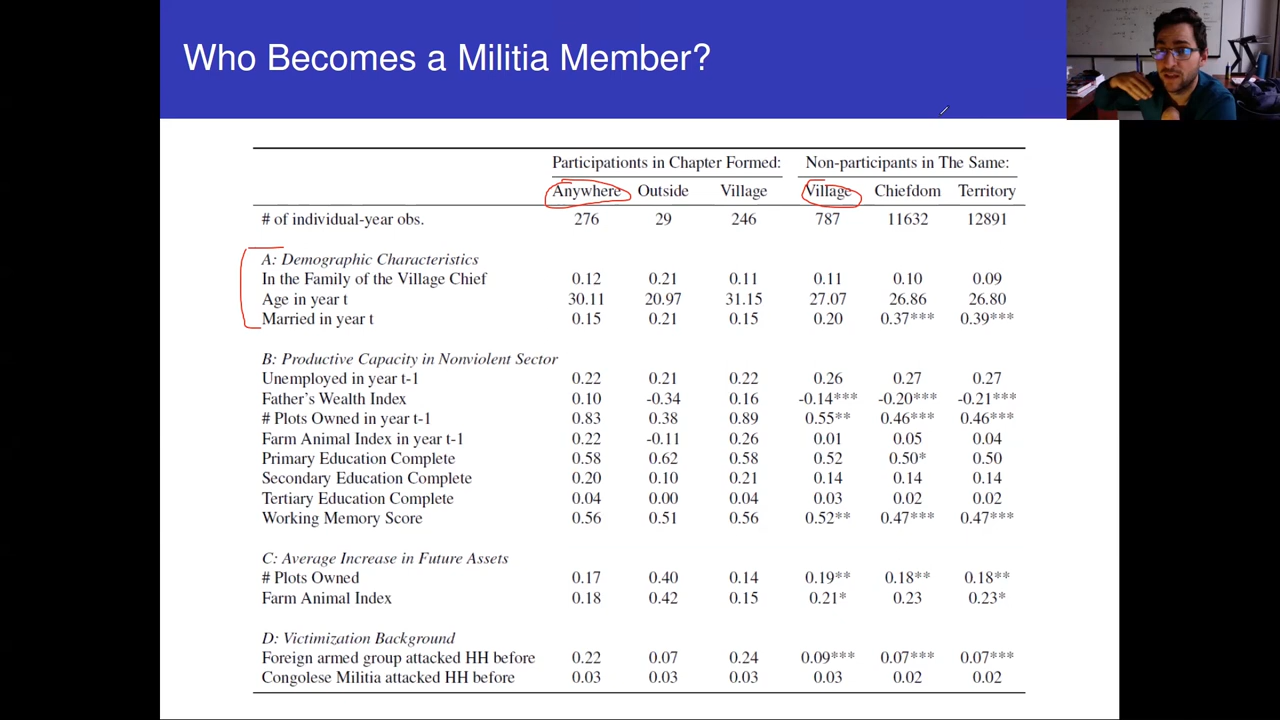 Who Becomes a Militia Member?
Participationts in Chapter Formed: Non-participants in The Same:
Anywhere Outside Village Village Chiefdom Territory
# of individual-year obs. 276 29 246 787 11632 12891
A: Demographic Characteristics
In the Family of the Village Chief 0.12 0.21 0.11 0.11 0.10 0.09
Age in year t 30.11 20.97 31.15 27.07 26.86 26.80
Married in year t 0.15 0.21 0.15 0.20 0.37*** 0.39***
B: Productive Capacity in Nonviolent Sector
Unemployed in year t-1 0.22 0.21 0.22 0.26 0.27 0.27
Father's Wealth Index 0.10 -0.34 0.16 -0.14*** -0.20*** -0.21***
# Plots Owned in year t-1 0.83 0.38 0.89 0.55** 0.46*** 0.46***
Farm Animal Index in year t-1 0.22 -0.11 0.26 0.01 0.05 0.04
Primary Education Complete 0.58 0.62 0.58 0.52 0.50* 0.50
Secondary Education Complete 0.20 0.10 0.21 0.14 0.14 0.14
Tertiary Education Complete 0.04 0.00 0.04 0.03 0.02 0.02
Working Memory Score 0.56 0.51 0.56 0.52** 0.47*** 0.47***
C: Average Increase in Future Assets
# Plots Owned 0.17 0.40 0.14 0.19** 0.18** 0.18**
Farm Animal Index 0.18 0.42 0.15 0.21* 0.23 0.23*
D: Victimization Background
Foreign armed group attacked HH before 0.22 0.07 0.24 0.09*** 0.07*** 0.07***
Congolese Militia attacked HH before 0.03 0.03 0.03 0.03 0.02 0.02